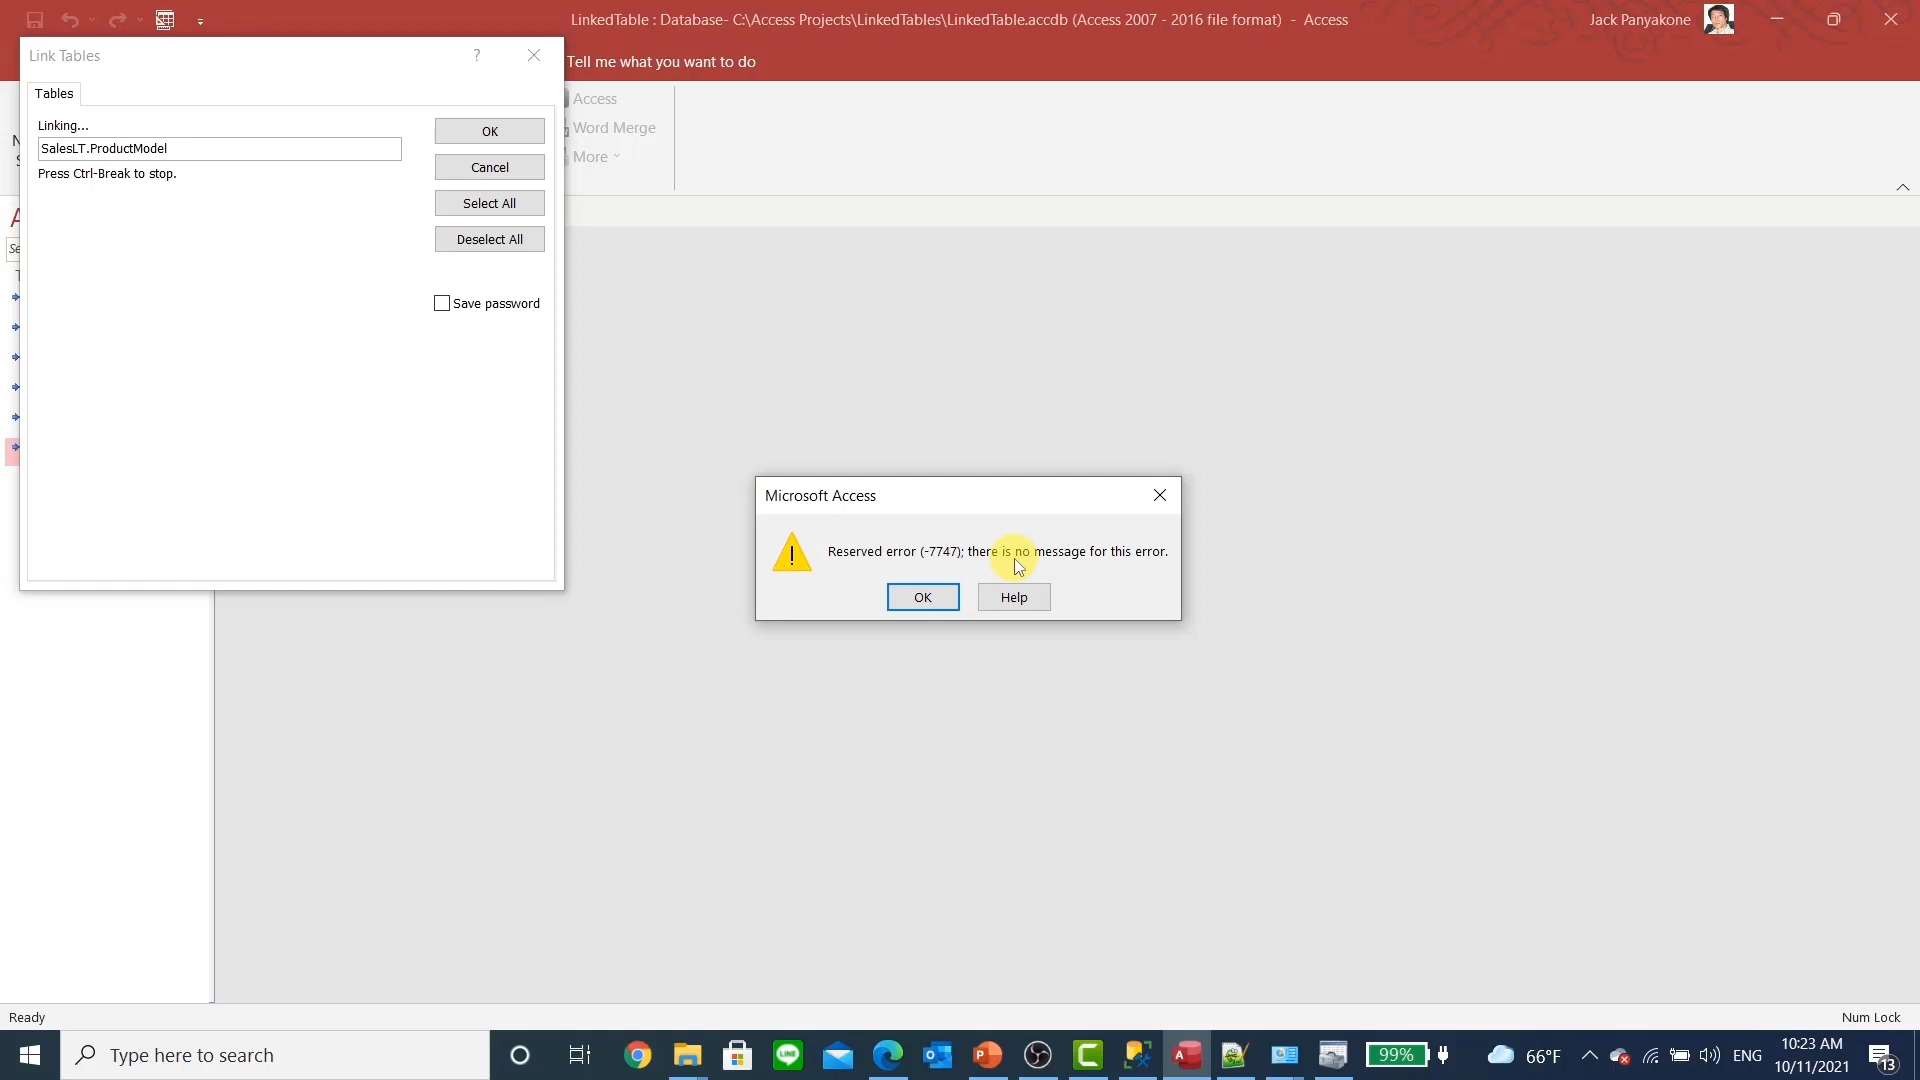 LinkedTable : Database- C:\Access Projects\LinkedTables\LinkedTable.accdb (Access 2007 - 2016 file format) - Access
Jack Panyakone
Link Tables
?
Tell me what you want to do
Tables
Linking...
SalesLT.ProductModel
Press Ctrl-Break to stop.
OK
Cancel
Select All
Deselect All
Save password
Access
Word Merge
More
Microsoft Access
Reserved error (-7747); there is no message for this error.
OK
Help
Ready
Num Lock
Type here to search
99%
66°F
ENG
10:23 AM
10/11/2021
13